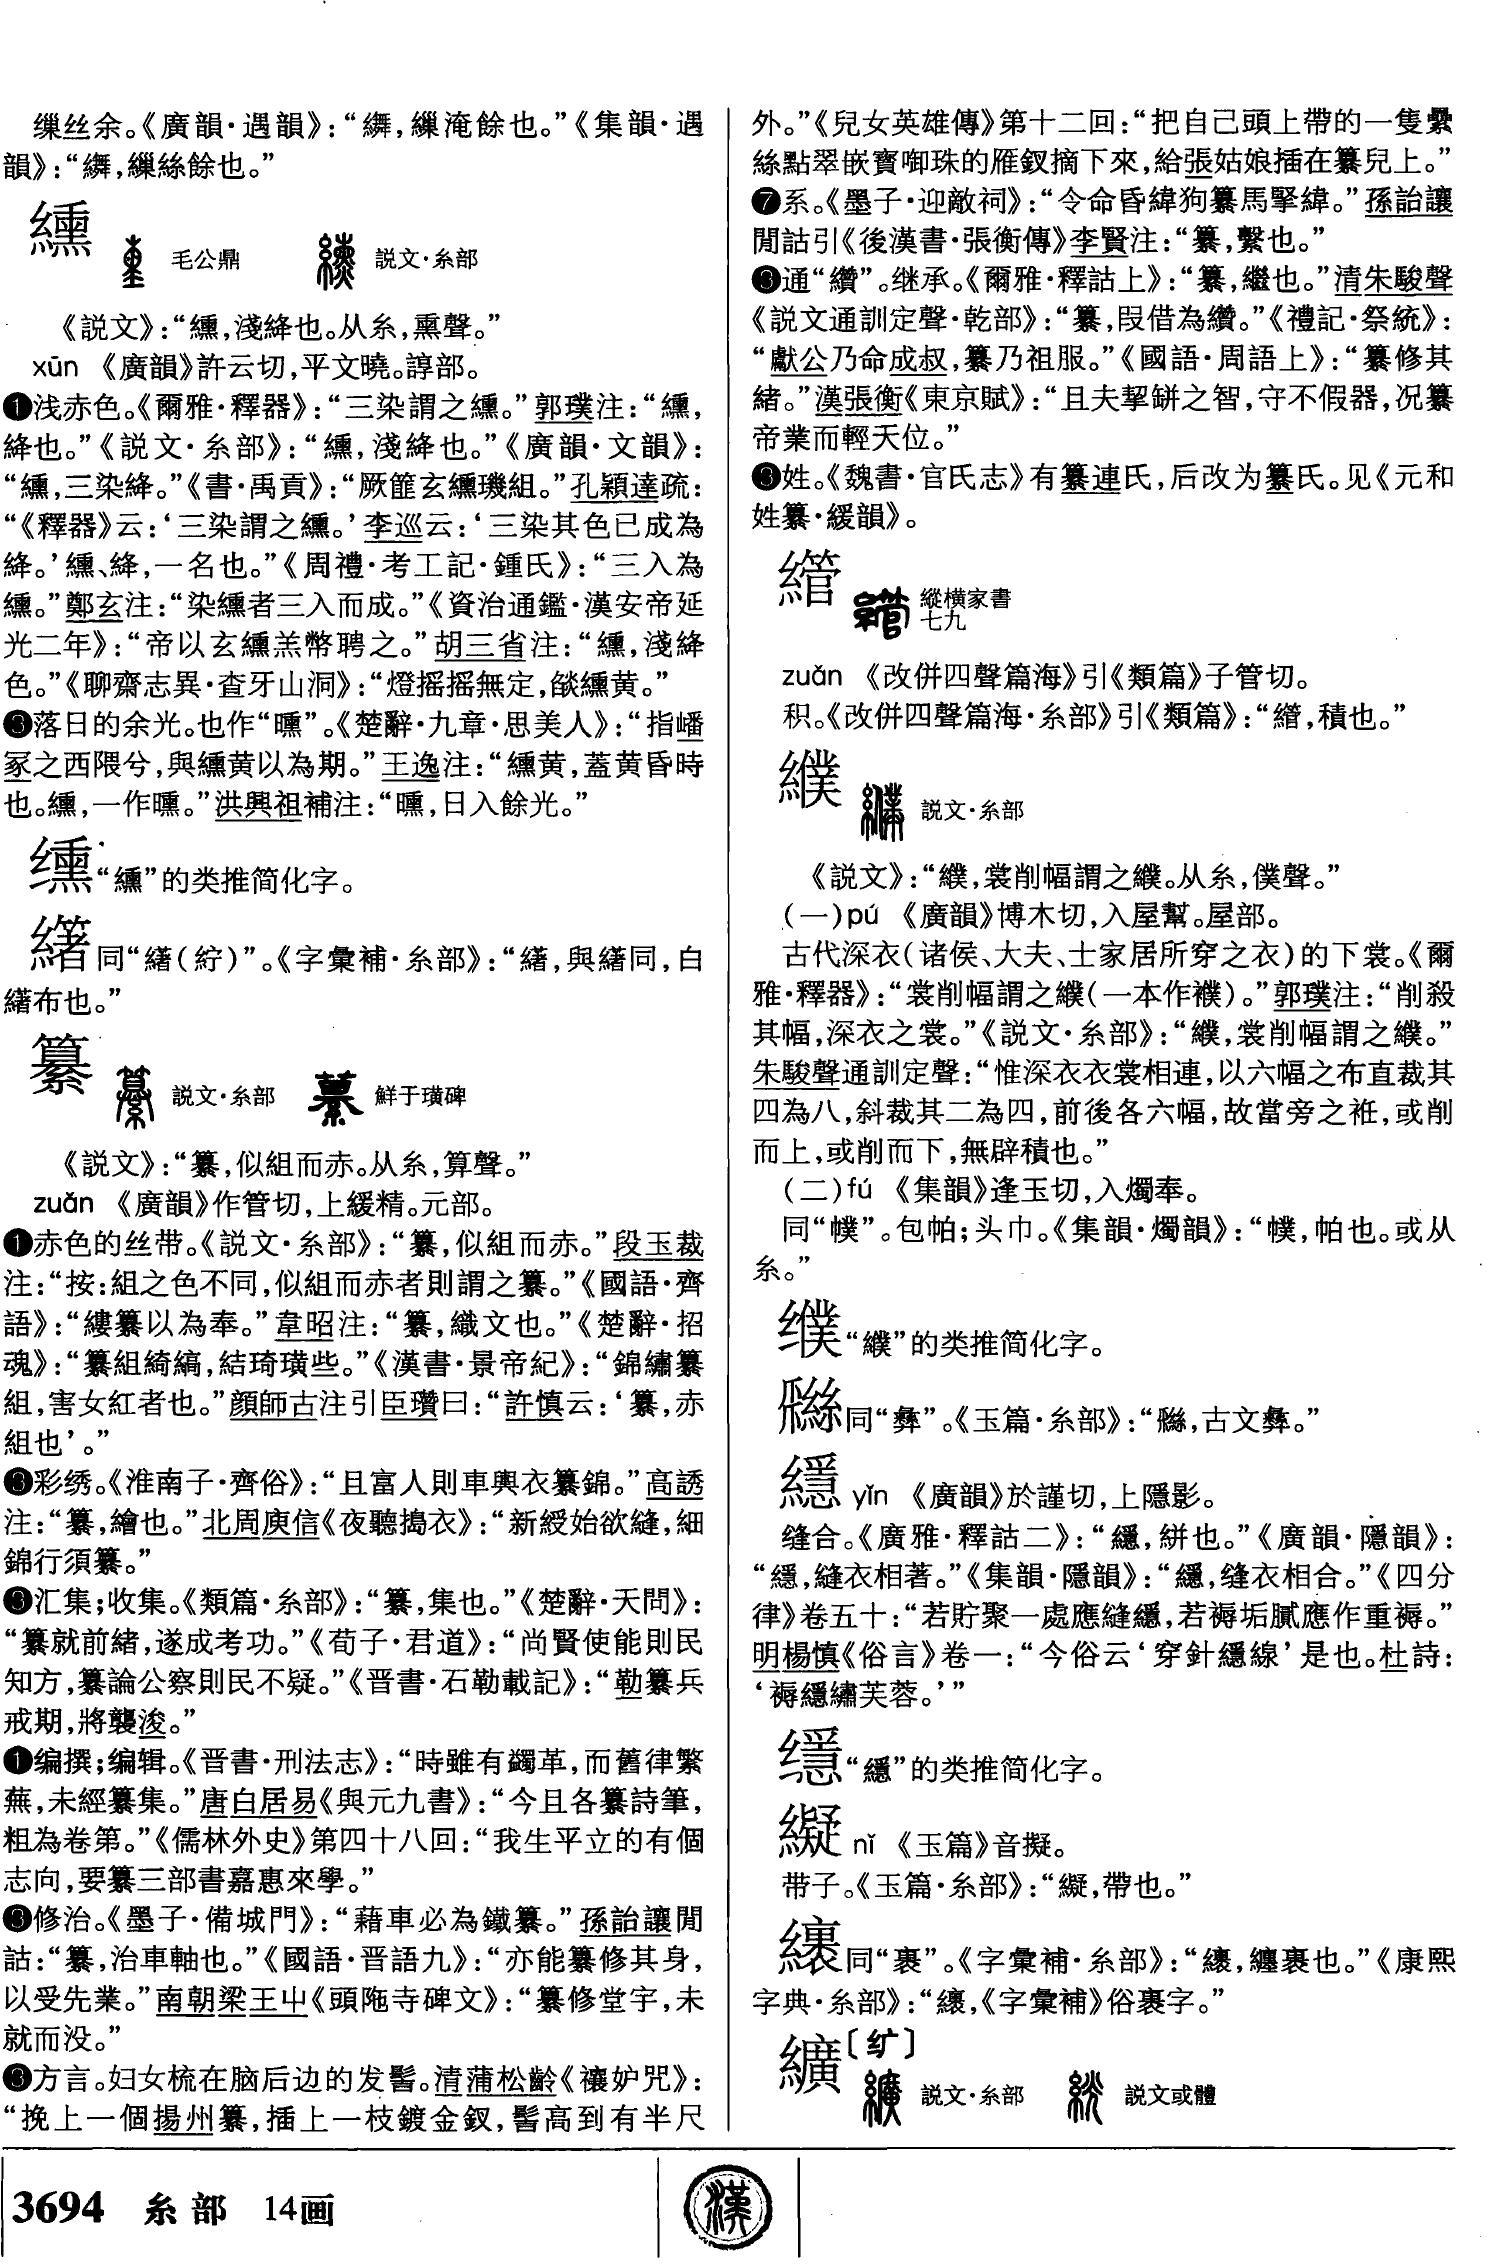 缫丝余。《廣韻·遇韻》：“繲，繅淹餘也。”《集韻·遇
韻》：“繲，繅絲餘也。”
纁 毛公鼎 説文·糸部
《説文》：“纁，淺絳也。从糸，熏聲。”
xūn 《廣韻》許云切，平文曉。諄部。
❶浅赤色。《爾雅·釋器》：“三染謂之纁。”郭璞注：“纁，
絳也。”《説文·糸部》：“纁，淺絳也。”《廣韻·文韻》：
“纁，三染絳。”《書·禹貢》：“厥篚玄纁璣組。”孔穎達疏：
“《釋器》云：‘三染謂之纁。’李巡云：‘三染其色已成為
絳。’纁、絳，一名也。”《周禮·考工記·鍾氏》：“三入為
纁。”鄭玄注：“染纁者三入而成。”《資治通鑑·漢安帝延
光二年》：“帝以玄纁羔幣聘之。”胡三省注：“纁，淺絳
色。”《聊齋志異·查牙山洞》：“燈摇摇無定，燄纁黄。”
❷落日的余光。也作“曛”。《楚辭·九章·思美人》：“指嶓
冢之西隈兮，與纁黄以為期。”王逸注：“纁黄，蓋黄昏時
也。纁，一作曛。”洪興祖補注：“曛，日入餘光。”
𫄸“纁”的类推简化字。
同“䌓（紵）”。《字彙補·糸部》：“，與䌓同，白
䌓布也。”
纂 説文·糸部 鮮于璜碑
《説文》：“纂，似組而赤。从糸，算聲。”
zuǎn 《廣韻》作管切，上緩精。元部。
❶赤色的丝带。《説文·糸部》：“纂，似組而赤。”段玉裁
注：“按：組之色不同，似組而赤者則謂之纂。”《國語·齊
語》：“縷纂以為奉。”韋昭注：“纂，織文也。”《楚辭·招
魂》：“纂組綺縞，結琦璜些。”《漢書·景帝紀》：“錦繡纂
組，害女紅者也。”顔師古注引臣瓚曰：“許慎云：‘纂，赤
組也’。”
❷彩绣。《淮南子·齊俗》：“且富人則車輿衣纂錦。”高誘
注：“纂，繪也。”北周庾信《夜聽搗衣》：“新綬始欲縫，細
錦行須纂。”
❸汇集；收集。《類篇·糸部》：“纂，集也。”《楚辭·天問》：
“纂就前緒，遂成考功。”《荀子·君道》：“尚賢使能則民
知方，纂論公察則民不疑。”《晋書·石勒載記》：“勒纂兵
戒期，將襲浚。”
❹编撰；编辑。《晋書·刑法志》：“時雖有蠲革，而舊律繁
蕪，未經纂集。”唐白居易《與元九書》：“今且各纂詩筆，
粗為卷第。”《儒林外史》第四十八回：“我生平立的有個
志向，要纂三部書嘉惠來學。”
❺修治。《墨子·備城門》：“藉車必為鐵纂。”孫詒讓閒
詁：“纂，治車軸也。”《國語·晋語九》：“亦能纂修其身，
以受先業。”南朝梁王屮《頭陁寺碑文》：“纂修堂宇，未
就而没。”
❻方言。妇女梳在脑后边的发髻。清蒲松齡《禳妒咒》：
“挽上一個揚州纂，插上一枝鍍金釵，髻高到有半尺
外。”《兒女英雄傳》第十二回：“把自己頭上帶的一隻纍
絲點翠嵌寳啣珠的雁釵摘下來，給張姑娘插在纂兒上。”
❼系。《墨子·迎敵祠》：“令命昏緯狗纂馬掔緯。”孫詒讓
閒詁引《後漢書·張衡傳》李賢注：“纂，繫也。”
❽通“纘”。继承。《爾雅·釋詁上》：“纂，繼也。”清朱駿聲
《説文通訓定聲·乾部》：“纂，叚借為纘。”《禮記·祭統》：
“獻公乃命成叔，纂乃祖服。”《國語·周語上》：“纂修其
緒。”漢張衡《東京賦》：“且夫挈缾之智，守不假器，况纂
帝業而輕天位。”
❾姓。《魏書·官氏志》有纂連氏，后改为纂氏。见《元和
姓纂·緩韻》。
䌔 縱横家書
七九
zuǎn 《改併四聲篇海》引《類篇》子管切。
积。《改併四聲篇海·糸部》引《類篇》：“䌔，積也。”
纀 説文·糸部
《説文》：“纀，裳削幅謂之纀。从糸，僕聲。”
(一)pú 《廣韻》博木切，入屋幫。屋部。
古代深衣（诸侯、大夫、士家居所穿之衣）的下裳。《爾
雅·釋器》：“裳削幅謂之纀（一本作襆）。”郭璞注：“削殺
其幅，深衣之裳。”《説文·糸部》：“纀，裳削幅謂之纀。”
朱駿聲通訓定聲：“惟深衣衣裳相連，以六幅之布直裁其
四為八，斜裁其二為四，前後各六幅，故當旁之袵，或削
而上，或削而下，無辟積也。”
(二)fú 《集韻》逢玉切，入燭奉。
同“幞”。包帕；头巾。《集韻·燭韻》：“幞，帕也。或从
糸。”
“纀”的类推简化字。
同“彝”。《玉篇·糸部》：“，古文彝。”
繧 yǐn 《廣韻》於謹切，上隱影。
缝合。《廣雅·釋詁二》：“䌥，絣也。”《廣韻·隱韻》：
“䌥，縫衣相著。”《集韻·隱韻》：“䌥，缝衣相合。”《四分
律》卷五十：“若貯聚一處應縫䌥，若褥垢膩應作重褥。”
明楊慎《俗言》卷一：“今俗云‘穿針䌥線’是也。杜詩：
‘褥䌥繡芙蓉。’”
“䌥”的类推简化字。
nǐ 《玉篇》音擬。
带子。《玉篇·糸部》：“，帶也。”
同“裹”。《字彙補·糸部》：“，纏裹也。”《康熙
字典·糸部》：“，《字彙補》俗裹字。”
纊〔纩〕 説文·糸部 説文或體
3694 糸部 14画
漢